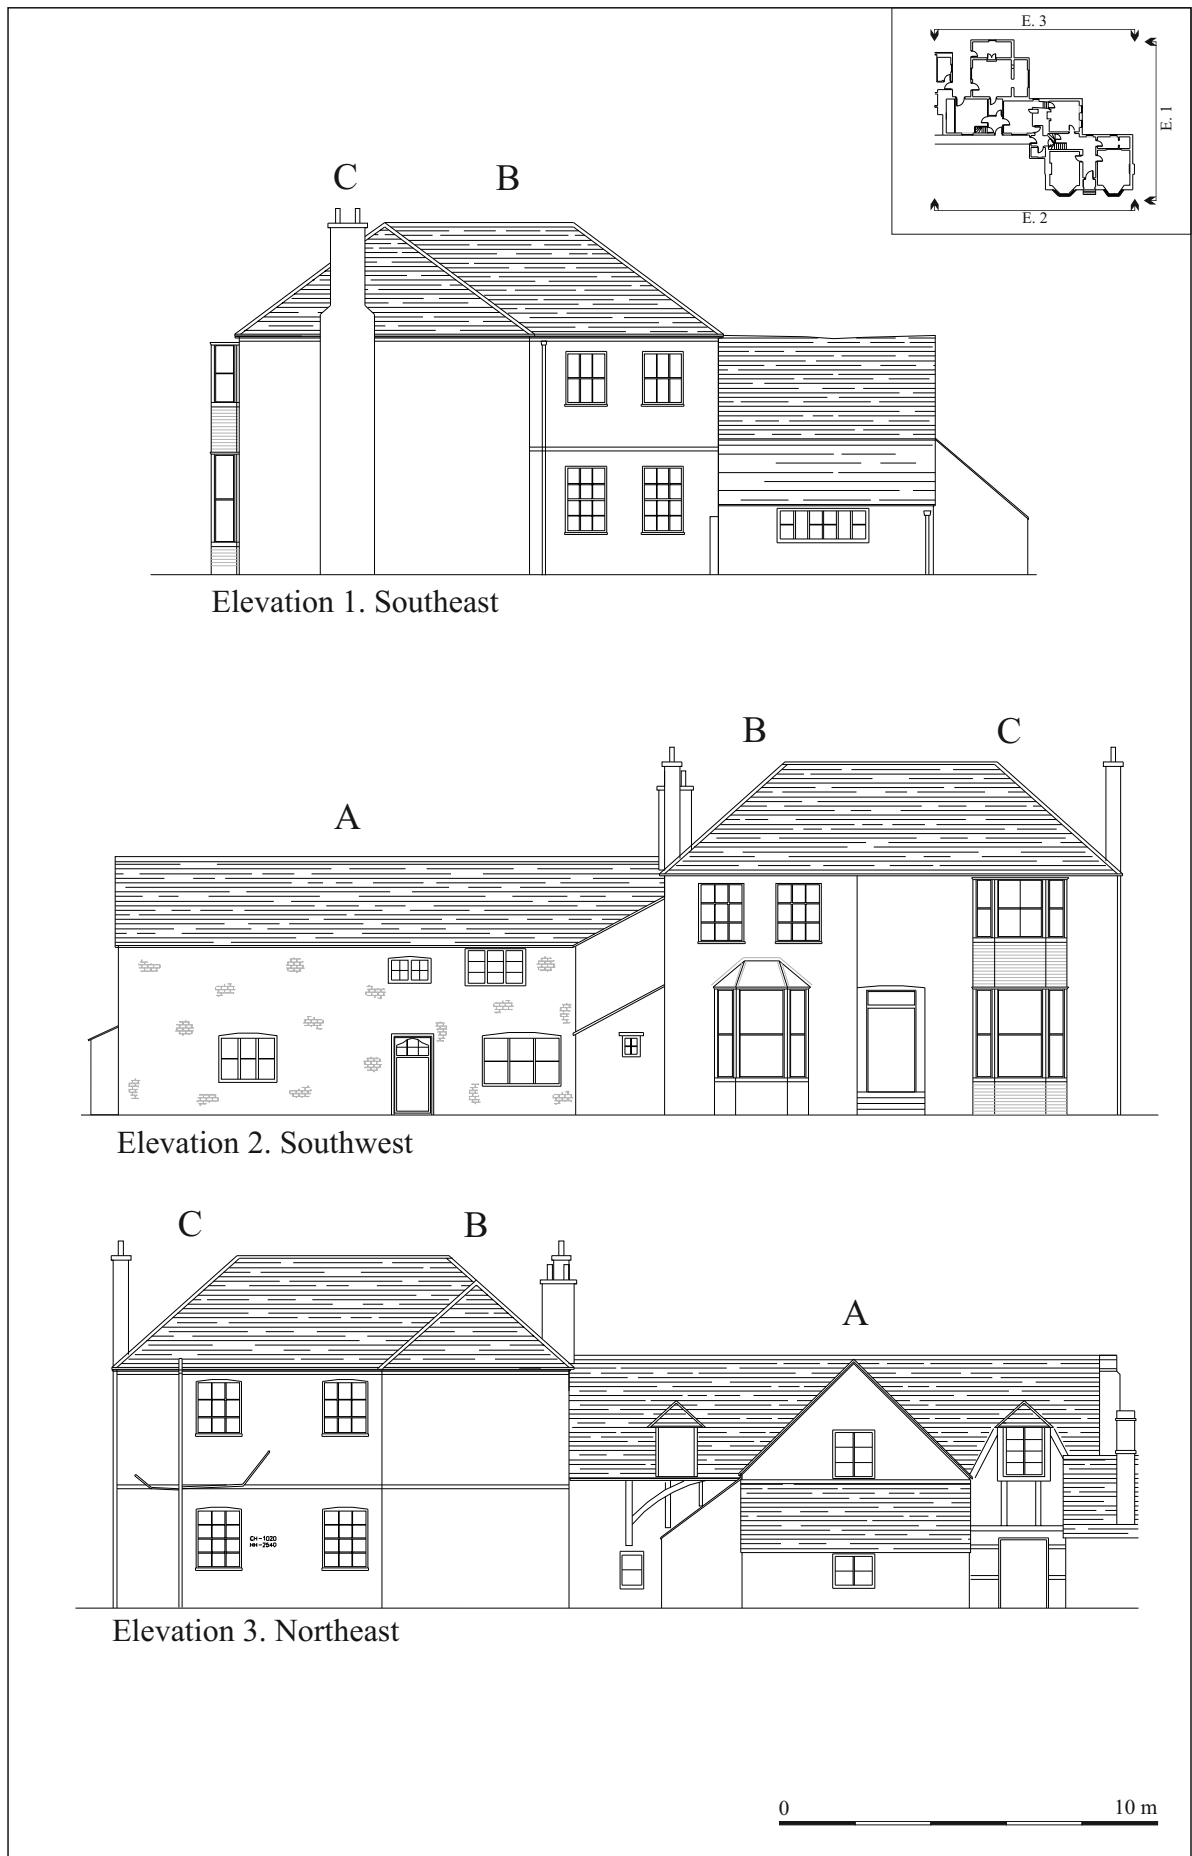 E. 3
E. 1
E. 2
C
B
Elevation 1. Southeast
B
C
A
Elevation 2. Southwest
C
B
A
CH-1020
HH-2540
Elevation 3. Northeast
0
10 m